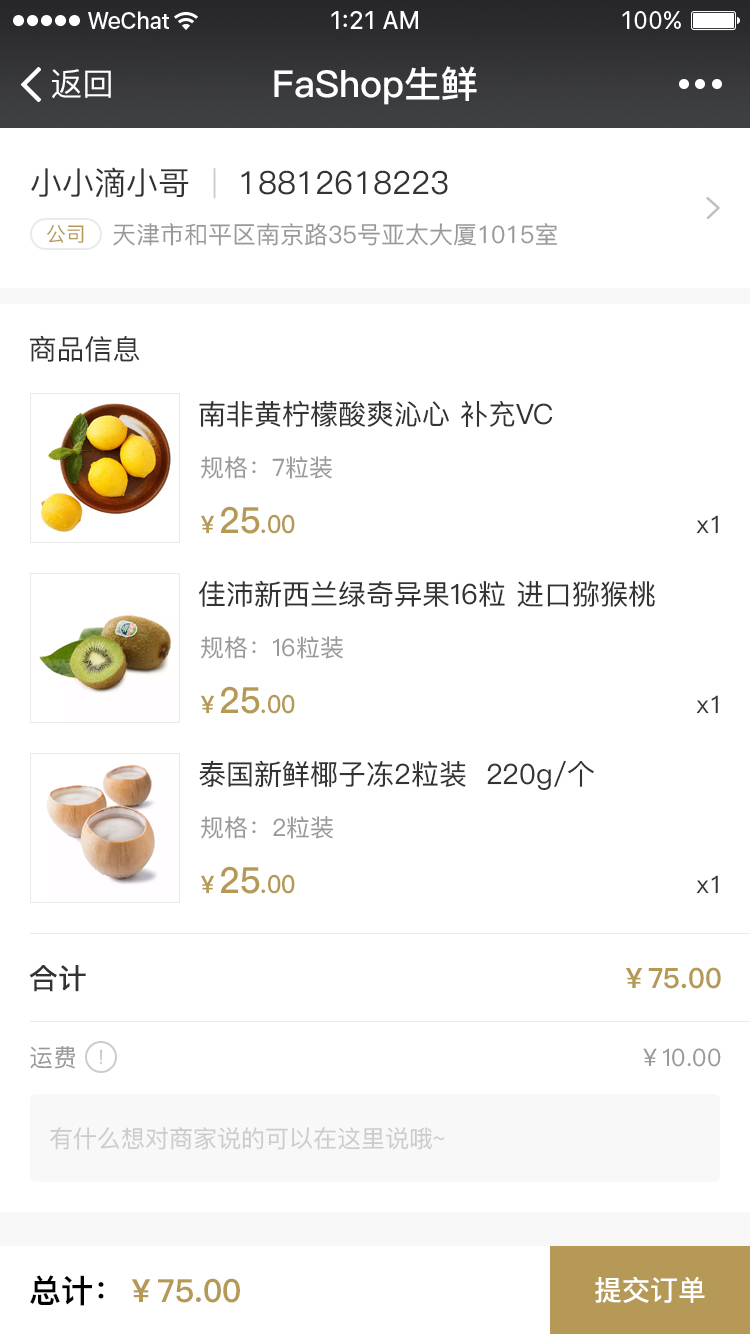 WeChat 1:21 AM 100%
返回 FaShop生鲜
小小滴小哥 | 18812618223
公司 天津市和平区南京路35号亚太大厦1015室
商品信息
南非黄柠檬酸爽沁心 补充VC
规格：7粒装
¥25.00 x1
佳沛新西兰绿奇异果16粒 进口猕猴桃
规格：16粒装
¥25.00 x1
泰国新鲜椰子冻2粒装 220g/个
规格：2粒装
¥25.00 x1
合计 ¥75.00
运费 ! ¥10.00
有什么想对商家说的可以在这里说哦~
总计：¥75.00 提交订单